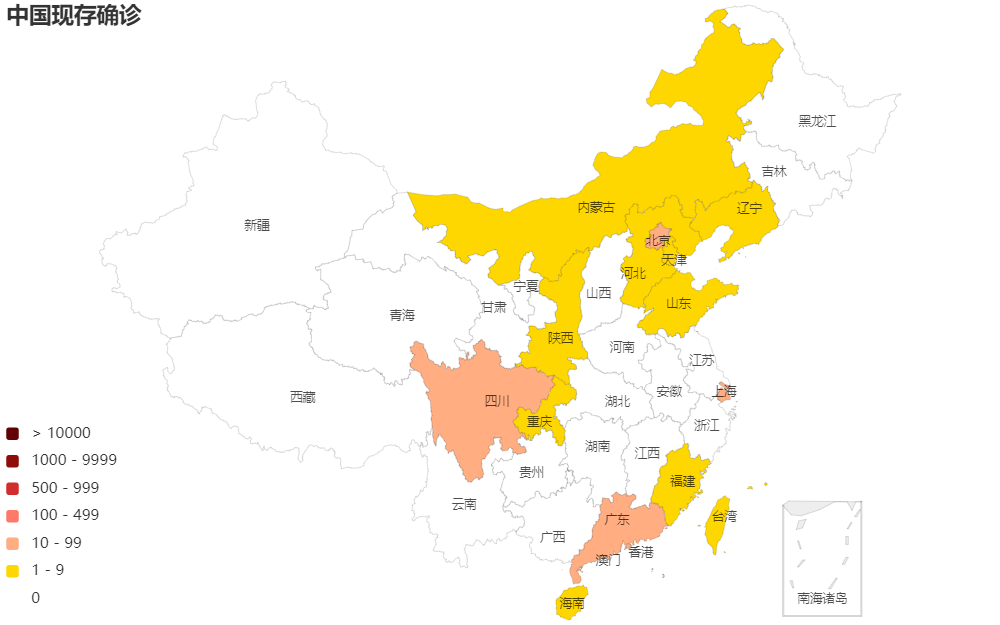 中国现存确诊
黑龙江
吉林
新疆
内蒙古
辽宁
北京
天津
河北
宁夏
山西
山东
甘肃
青海
陕西
河南
江苏
西藏
四川
安徽
上海
湖北
重庆
浙江
湖南
江西
贵州
福建
云南
广东
台湾
广西
香港
澳门
海南
南海诸岛
> 10000
1000 - 9999
500 - 999
100 - 499
10 - 99
1 - 9
0